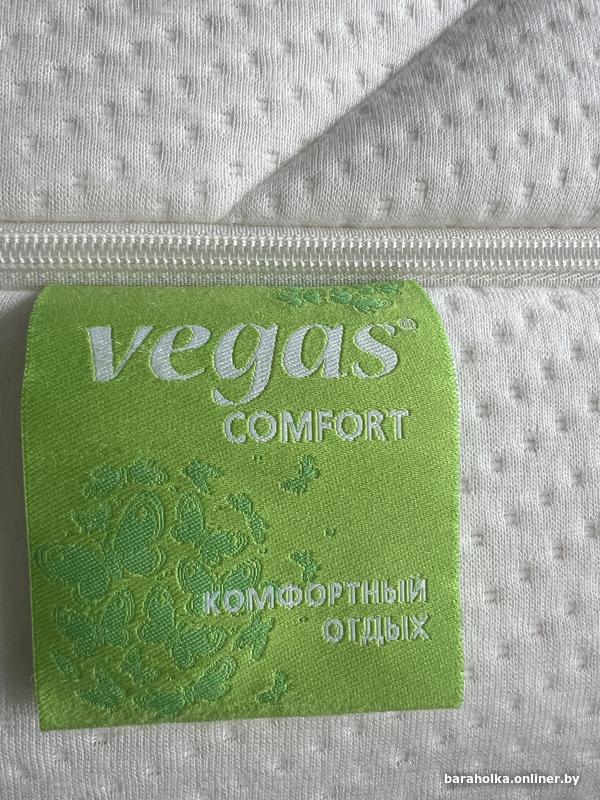 vegas®
COMFORT
КОМФОРТНЫЙ
ОТДЫХ
baraholka.onliner.by